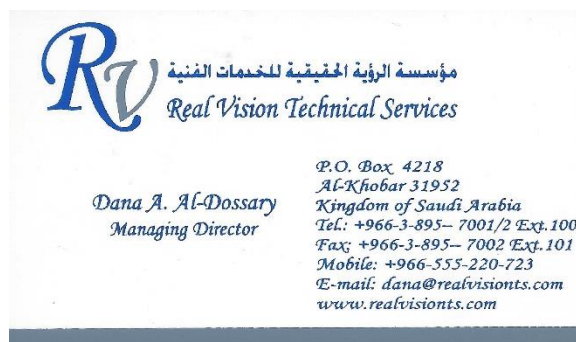 RV
مؤسسة الرؤية الحقيقية للخدمات الفنية
Real Vision Technical Services
Dana A. Al-Dossary
Managing Director
P.O. Box 4218
Al-Khobar 31952
Kingdom of Saudi Arabia
Tel.: +966-3-895-- 7001/2 Ext.100
Fax: +966-3-895-- 7002 Ext.101
Mobile: +966-555-220-723
E-mail: dana@realvisionts.com
www.realvisionts.com